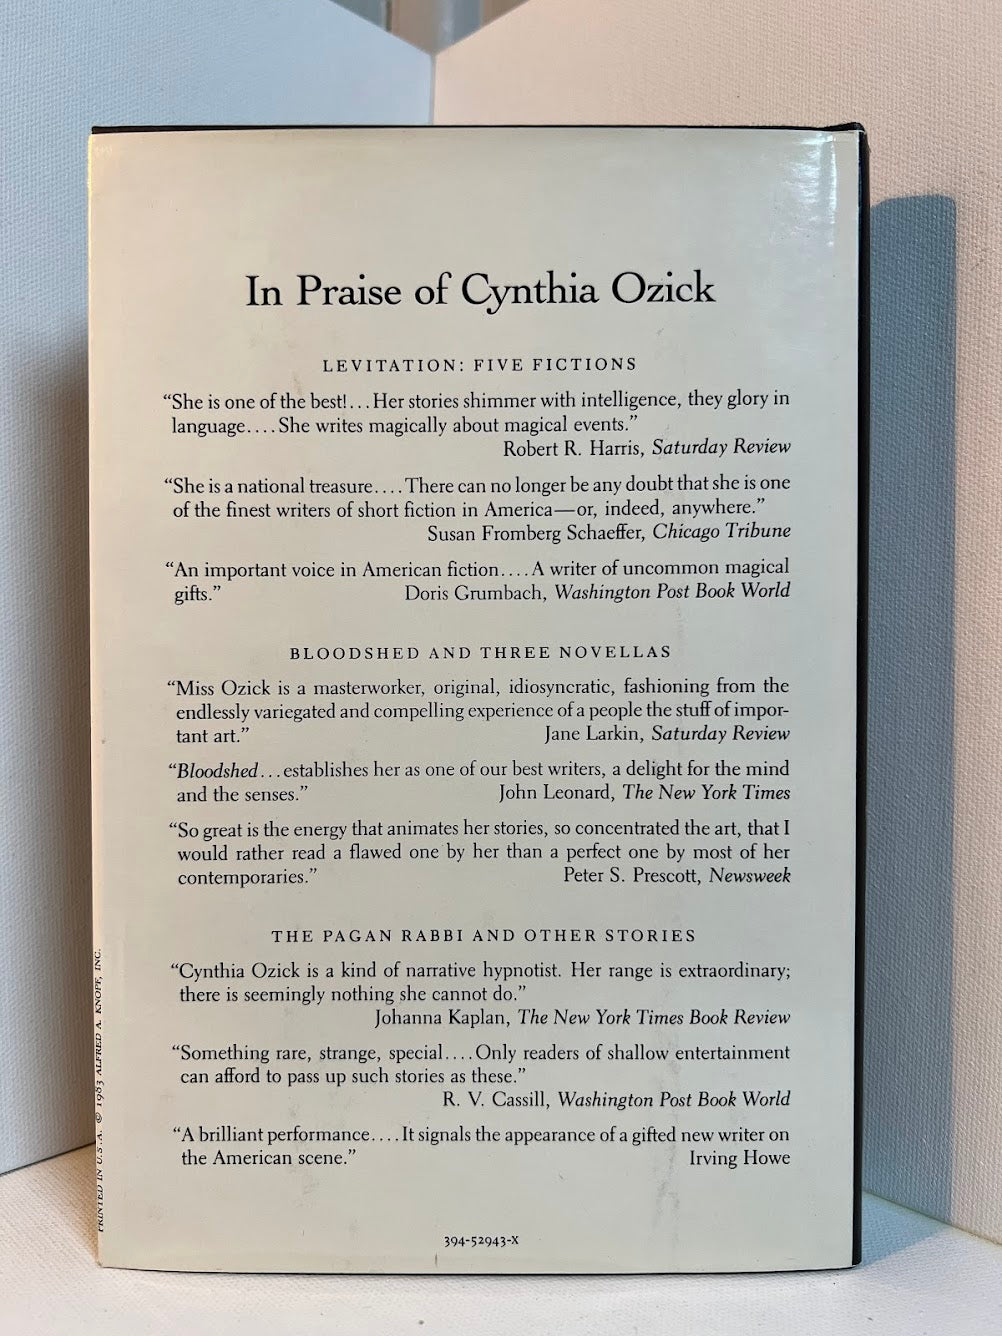 In Praise of Cynthia Ozick
LEVITATION: FIVE FICTIONS
“She is one of the best!...Her stories shimmer with intelligence, they glory in
language....She writes magically about magical events.”
Robert R. Harris, Saturday Review
“She is a national treasure....There can no longer be any doubt that she is one
of the finest writers of short fiction in America—or, indeed, anywhere.”
Susan Fromberg Schaeffer, Chicago Tribune
“An important voice in American fiction....A writer of uncommon magical
gifts.” Doris Grumbach, Washington Post Book World
BLOODSHED AND THREE NOVELLAS
“Miss Ozick is a masterworker, original, idiosyncratic, fashioning from the
endlessly variegated and compelling experience of a people the stuff of impor-
tant art.” Jane Larkin, Saturday Review
“Bloodshed...establishes her as one of our best writers, a delight for the mind
and the senses.” John Leonard, The New York Times
“So great is the energy that animates her stories, so concentrated the art, that I
would rather read a flawed one by her than a perfect one by most of her
contemporaries.” Peter S. Prescott, Newsweek
THE PAGAN RABBI AND OTHER STORIES
“Cynthia Ozick is a kind of narrative hypnotist. Her range is extraordinary;
there is seemingly nothing she cannot do.”
Johanna Kaplan, The New York Times Book Review
“Something rare, strange, special....Only readers of shallow entertainment
can afford to pass up such stories as these.”
R. V. Cassill, Washington Post Book World
“A brilliant performance....It signals the appearance of a gifted new writer on
the American scene.” Irving Howe
394-52943-X
PRINTED IN U.S.A. © 1983 ALFRED A. KNOPF, INC.